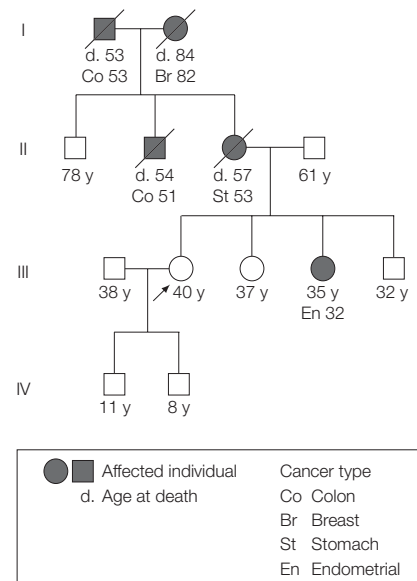 I
d. 53 d. 84
Co 53 Br 82
II
78 y d. 54 d. 57 61 y
Co 51 St 53
III
38 y 40 y 37 y 35 y 32 y
En 32
IV
11 y 8 y
Affected individual Cancer type
d. Age at death Co Colon
Br Breast
St Stomach
En Endometrial